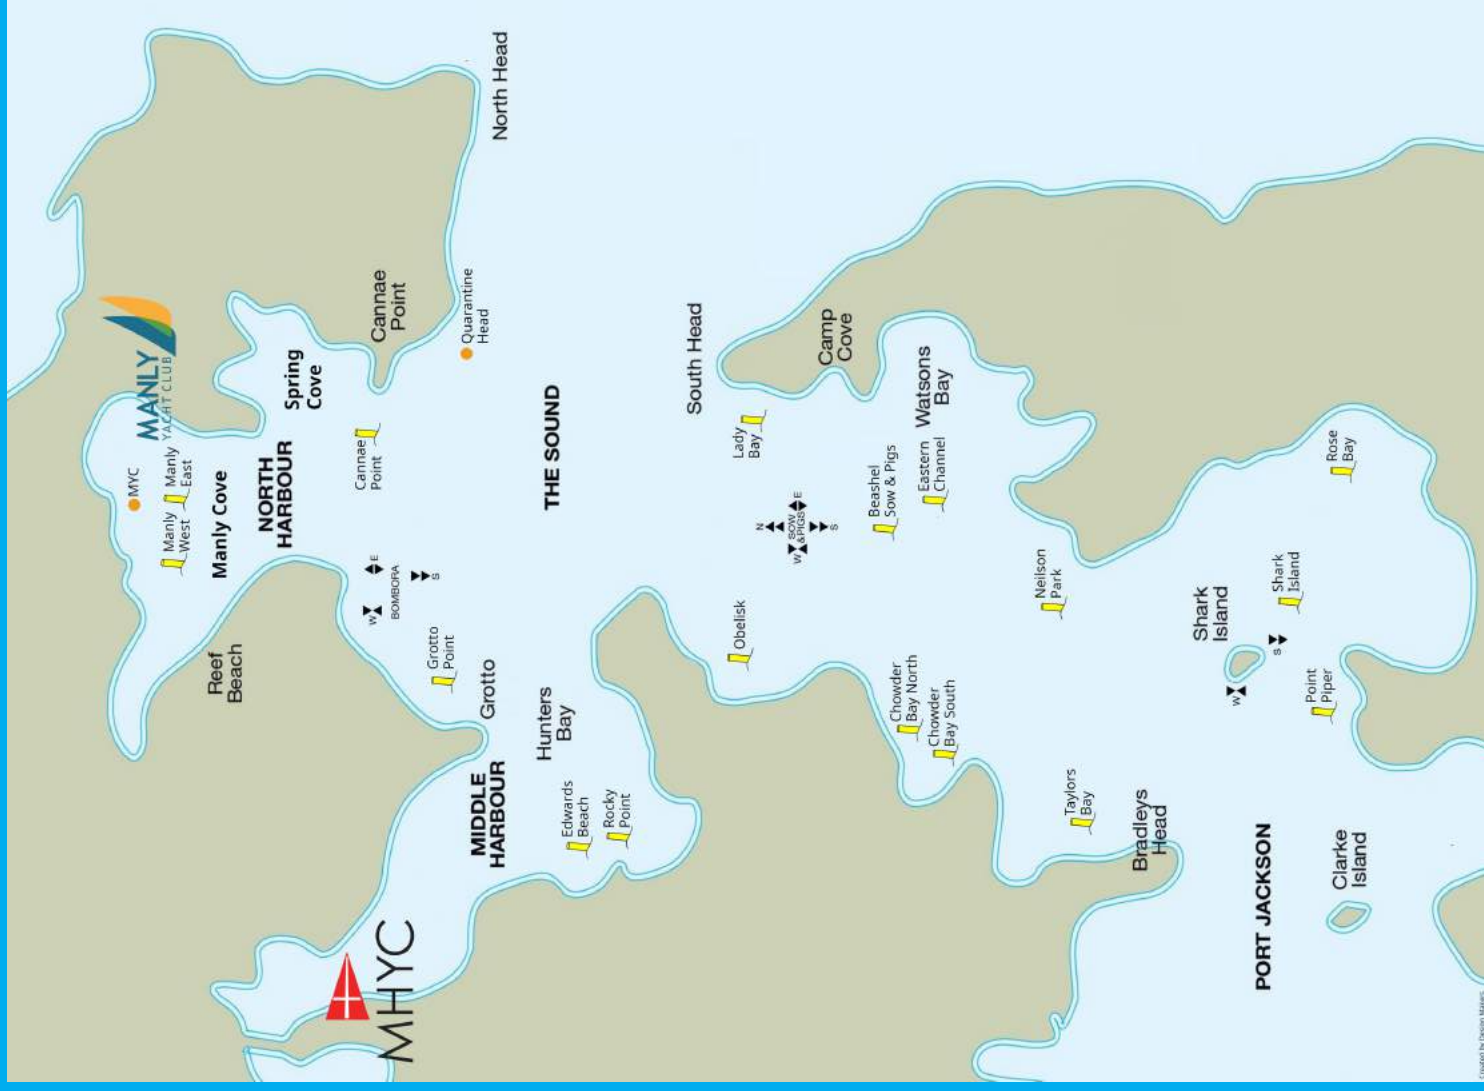 North Head
Cannae
Point
Quarantine
Head
MANLY
YACHT CLUB
MYC
Manly
East
Manly
West
Manly Cove
NORTH
HARBOUR
Spring
Cove
Cannae
Point
THE SOUND
South Head
Camp
Cove
Watsons
Bay
Lady
Bay
Beashel
Sow & Pigs
Eastern
Channel
N
W
SOW
&PIGS
E
S
W
E
BOMBORA
S
Reef
Beach
Grotto
Point
Grotto
Hunters
Bay
MIDDLE
HARBOUR
Edwards
Beach
Rocky
Point
MHYC
Obelisk
Chowder
Bay North
Chowder
Bay South
Neilson
Park
Rose
Bay
Shark
Island
Shark
Island
S
W
Point
Piper
Taylors
Bay
Bradleys
Head
PORT JACKSON
Clarke
Island
Created by Design Makers